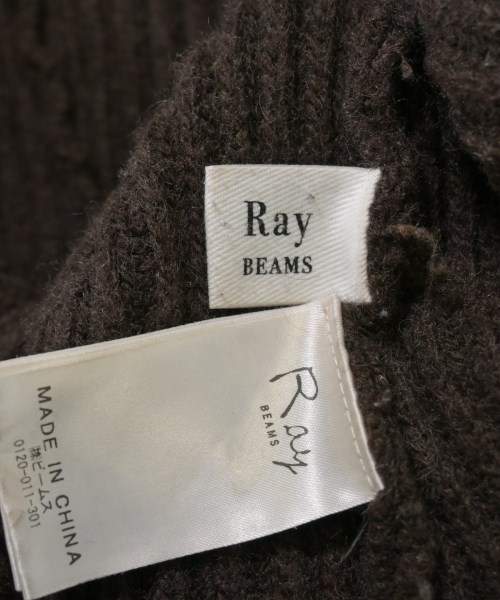 Ray
BEAMS
Ray
BEAMS
MADE IN CHINA
㈱ビームス
0120-011-301